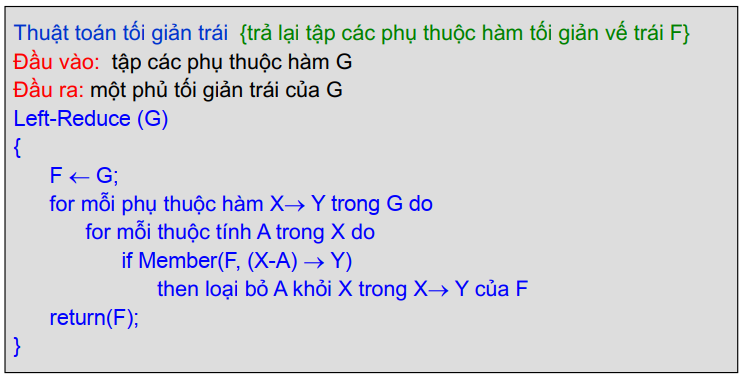 Thuật toán tối giản trái {trả lại tập các phụ thuộc hàm tối giản vế trái F}
Đầu vào: tập các phụ thuộc hàm G
Đầu ra: một phủ tối giản trái của G
Left-Reduce (G)
{
F ← G;
for mỗi phụ thuộc hàm X→ Y trong G do
for mỗi thuộc tính A trong X do
if Member(F, (X-A) → Y)
then loại bỏ A khỏi X trong X→ Y của F
return(F);
}